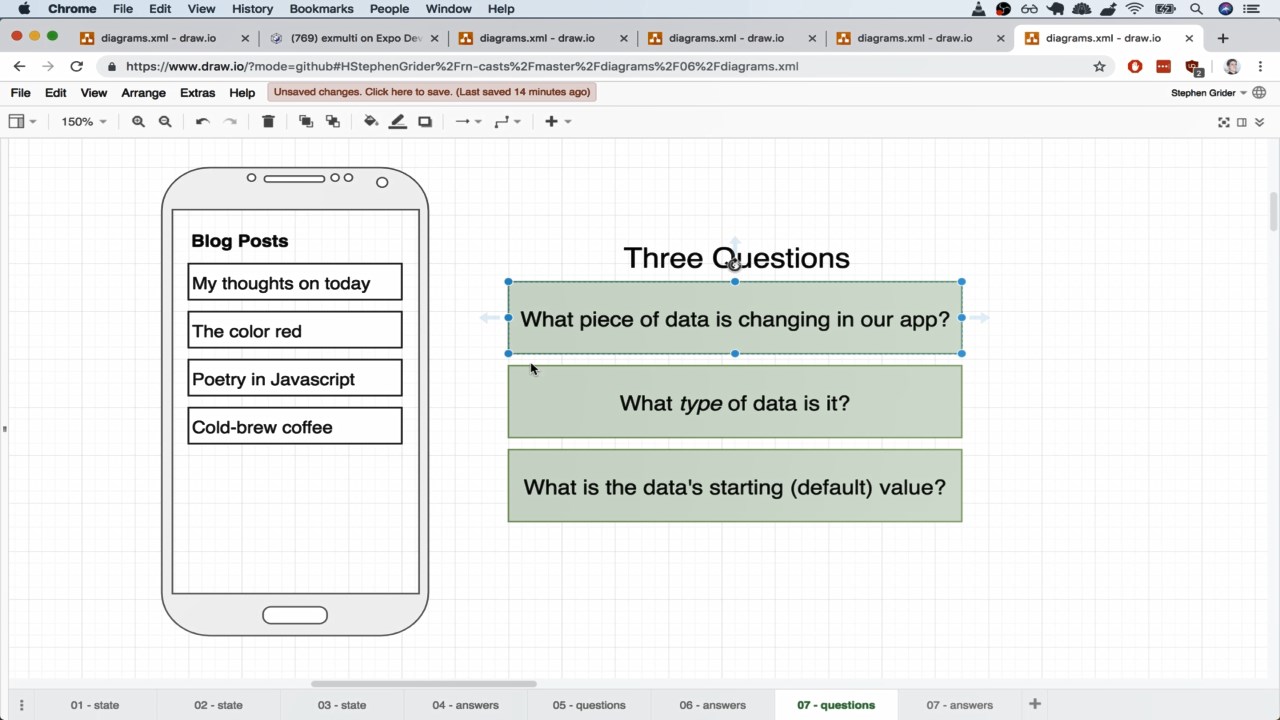 Chrome File Edit View History Bookmarks People Window Help
diagrams.xml - draw.io
(769) exmulti on Expo Dev
diagrams.xml - draw.io
diagrams.xml - draw.io
diagrams.xml - draw.io
diagrams.xml - draw.io
https://www.draw.io/?mode=github#HStephenGrider%2Frn-casts%2Fmaster%2Fdiagrams%2F06%2Fdiagrams.xml
2
File Edit View Arrange Extras Help
Unsaved changes. Click here to save. (Last saved 14 minutes ago)
Stephen Grider
150%
Blog Posts
My thoughts on today
The color red
Poetry in Javascript
Cold-brew coffee
Three Questions
What piece of data is changing in our app?
What type of data is it?
What is the data's starting (default) value?
01 - state
02 - state
03 - state
04 - answers
05 - questions
06 - answers
07 - questions
07 - answers